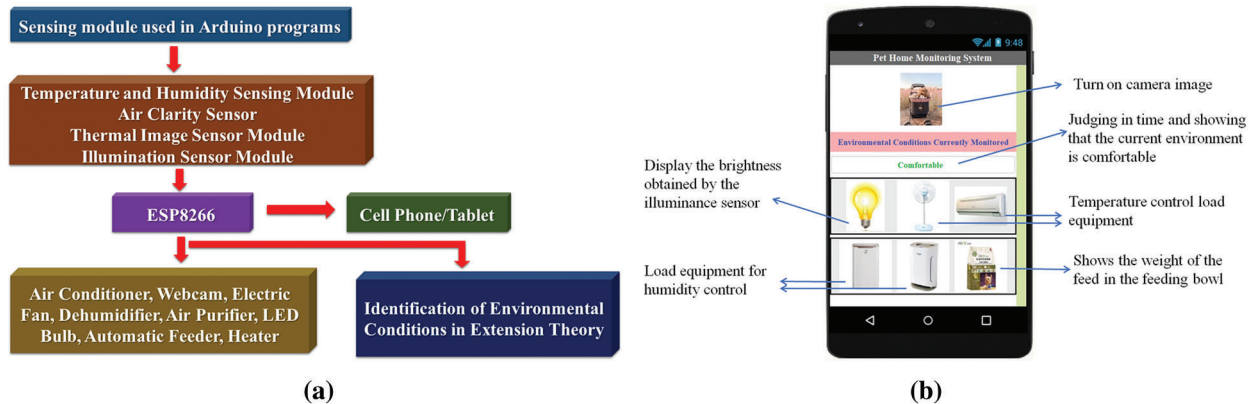 Sensing module used in Arduino programs
Temperature and Humidity Sensing Module
Air Clarity Sensor
Thermal Image Sensor Module
Illumination Sensor Module
ESP8266
Cell Phone/Tablet
Air Conditioner, Webcam, Electric
Fan, Dehumidifier, Air Purifier, LED
Bulb, Automatic Feeder, Heater
Identification of Environmental
Conditions in Extension Theory
(a)
9:48
Pet Home Monitoring System
Environmental Conditions Currently Monitored
Comfortable
Turn on camera image
Judging in time and showing
that the current environment
is comfortable
Display the brightness
obtained by the
illuminance sensor
Temperature control load
equipment
Load equipment for
humidity control
Shows the weight of the
feed in the feeding bowl
(b)